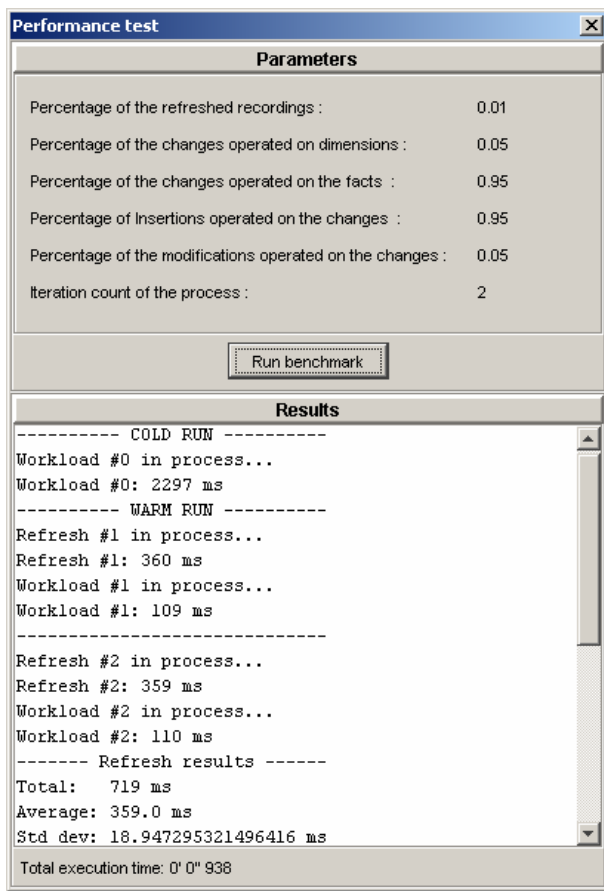 Performance test
Parameters
Percentage of the refreshed recordings : 0.01
Percentage of the changes operated on dimensions : 0.05
Percentage of the changes operated on the facts : 0.95
Percentage of Insertions operated on the changes : 0.95
Percentage of the modifications operated on the changes : 0.05
Iteration count of the process : 2
Run benchmark
Results
---------- COLD RUN ----------
Workload #0 in process...
Workload #0: 2297 ms
---------- WARM RUN ----------
Refresh #1 in process...
Refresh #1: 360 ms
Workload #1 in process...
Workload #1: 109 ms
------------------------------
Refresh #2 in process...
Refresh #2: 359 ms
Workload #2 in process...
Workload #2: 110 ms
------- Refresh results ------
Total: 719 ms
Average: 359.0 ms
Std dev: 18.947295321496416 ms
Total execution time: 0' 0" 938